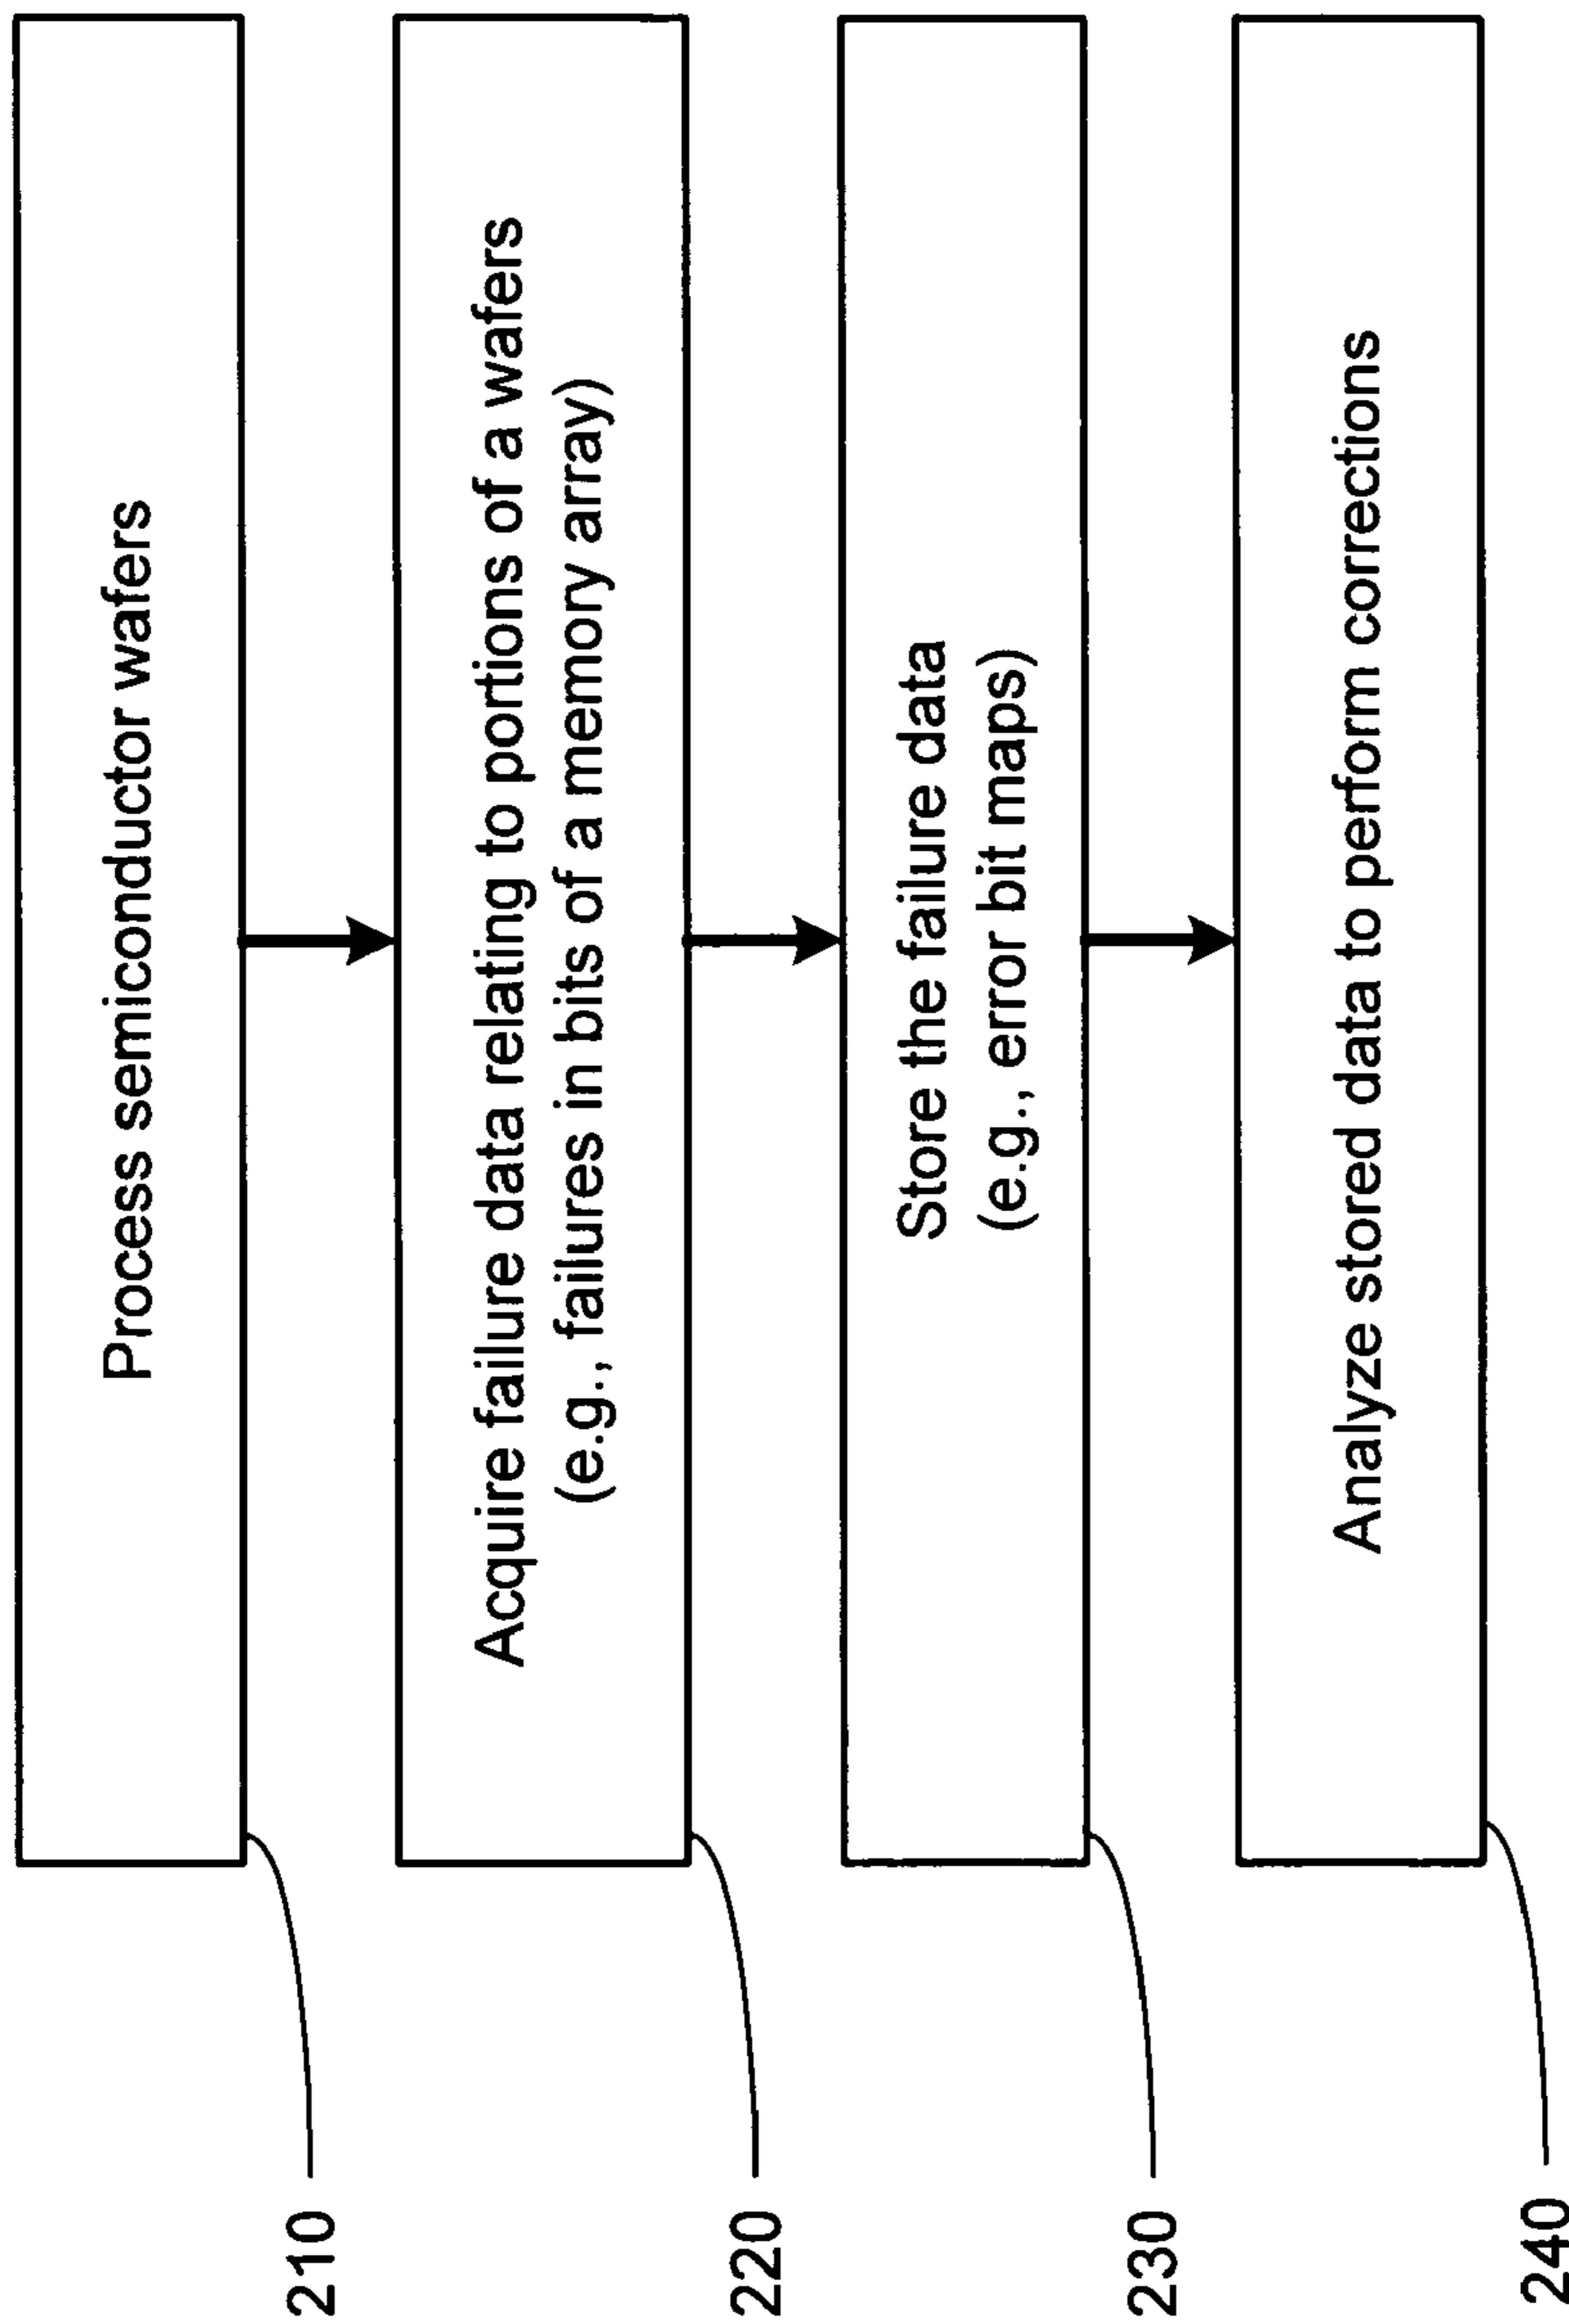 Process semiconductor wafers
210
Acquire failure data relating to portions of a wafers
(e.g., failures in bits of a memory array)
220
Store the failure data
(e.g., error bit maps)
230
Analyze stored data to perform corrections
240